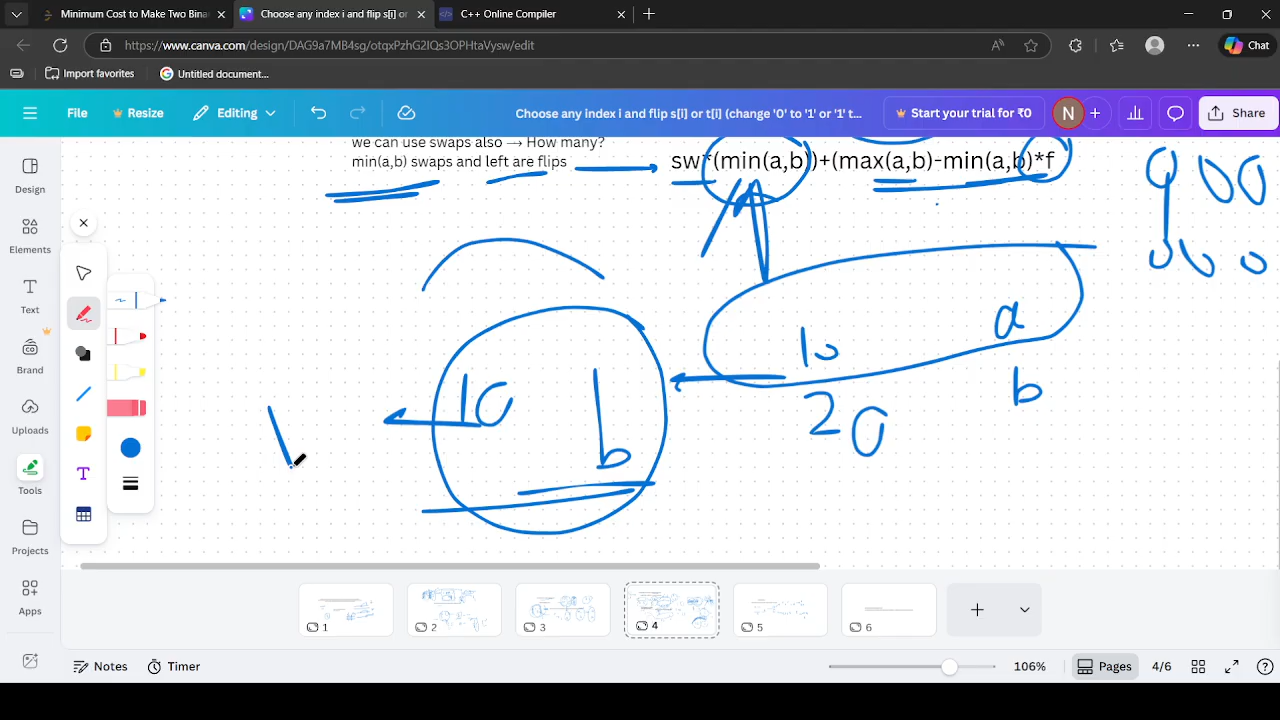 Minimum Cost to Make Two Bina
Choose any index i and flip s[i] or
C++ Online Compiler
https://www.canva.com/design/DAG9a7MB4sg/otqxPzhG2IQs3OPHtaVysw/edit
Chat
Import favorites
Untitled document...
File
Resize
Editing
Choose any index i and flip s[i] or t[i] (change '0' to '1' or '1' t...
N
Start your trial for ₹0
Share
we can use swaps also → How many?
min(a,b) swaps and left are flips
sw*(min(a,b))+(max(a,b)-min(a,b)*f
Design
Elements
Text
Brand
Uploads
Tools
Projects
Apps
10 a
20 b
10 b
1
2
3
4
5
6
Notes
Timer
106%
Pages
4/6